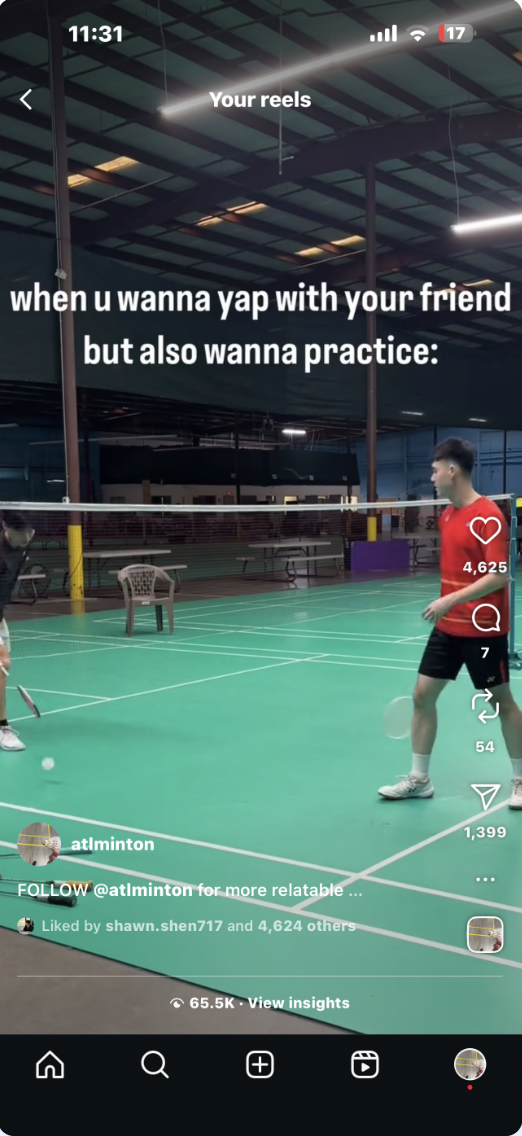 11:31
17
Your reels
when u wanna yap with your friend
but also wanna practice:
4,625
7
54
1,399
atlminton
FOLLOW @atlminton for more relatable ...
Liked by shawn.shen717 and 4,624 others
65.5K · View insights